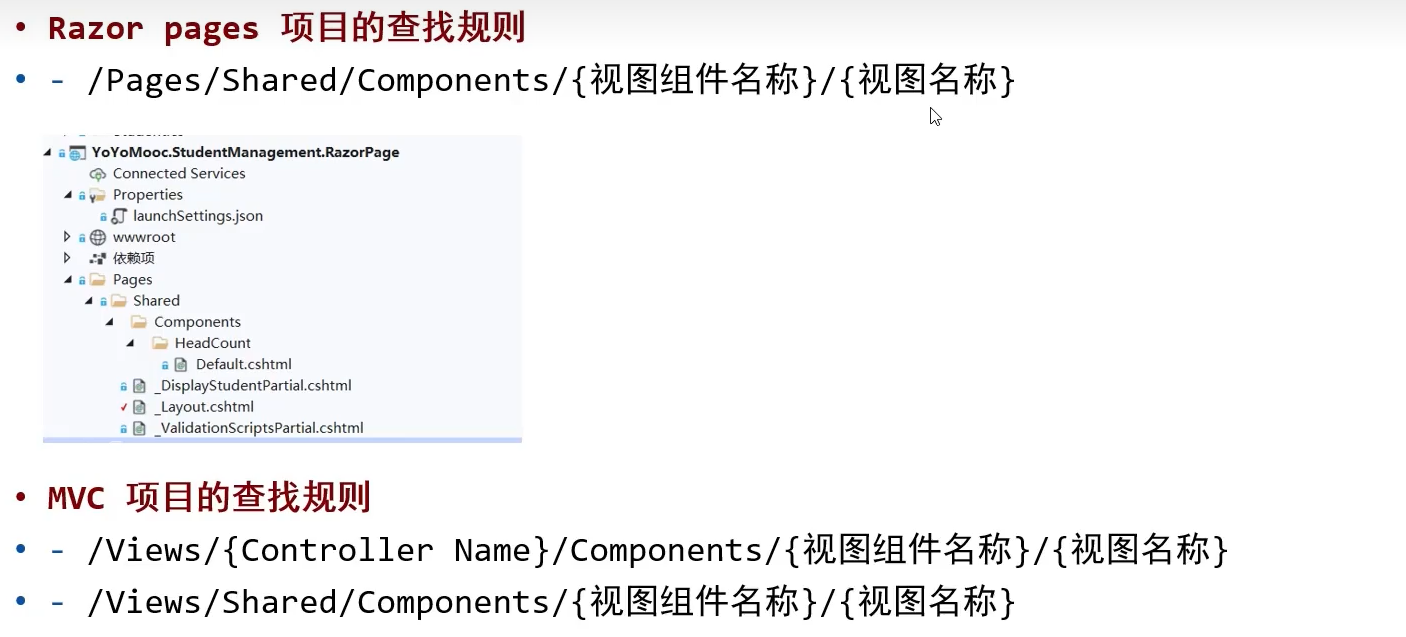 • Razor pages 项目的查找规则
• - /Pages/Shared/Components/{视图组件名称}/{视图名称}
YoYoMooc.StudentManagement.RazorPage
Connected Services
Properties
launchSettings.json
wwwroot
依赖项
Pages
Shared
Components
HeadCount
Default.cshtml
_DisplayStudentPartial.cshtml
_Layout.cshtml
_ValidationScriptsPartial.cshtml
• MVC 项目的查找规则
• - /Views/{Controller Name}/Components/{视图组件名称}/{视图名称}
• - /Views/Shared/Components/{视图组件名称}/{视图名称}